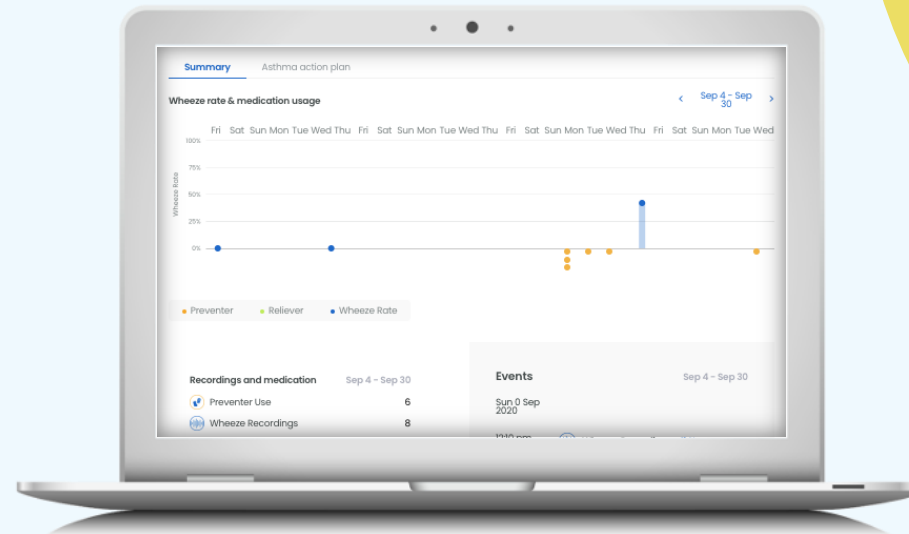 Summary Asthma action plan
Wheeze rate & medication usage
Sep 4 - Sep
30
Fri Sat Sun Mon Tue Wed Thu Fri Sat Sun Mon Tue Wed Thu Fri Sat Sun Mon Tue Wed Thu Fri Sat Sun Mon Tue Wed
100%
75%
50%
25%
0%
Wheeze Rate
Preventer Reliever Wheeze Rate
Recordings and medication Sep 4 - Sep 30
Preventer Use 6
Wheeze Recordings 8
Events Sep 4 - Sep 30
Sun 0 Sep
2020
12:10 pm